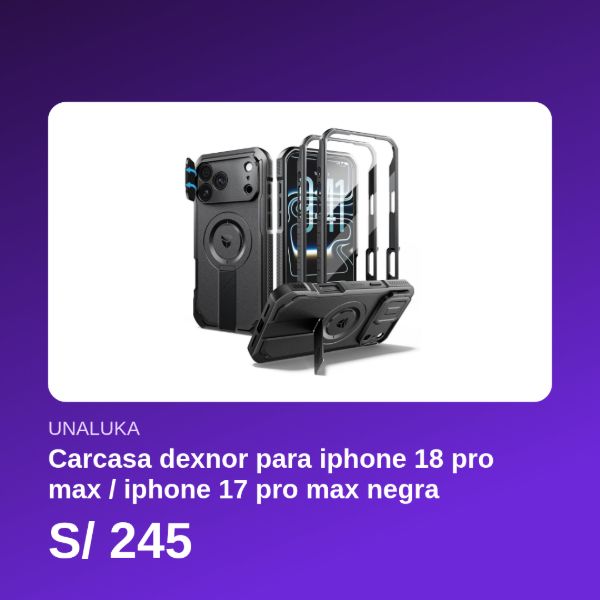 UNALUKA
Carcasa dexnor para iphone 18 pro
max / iphone 17 pro max negra
S/ 245